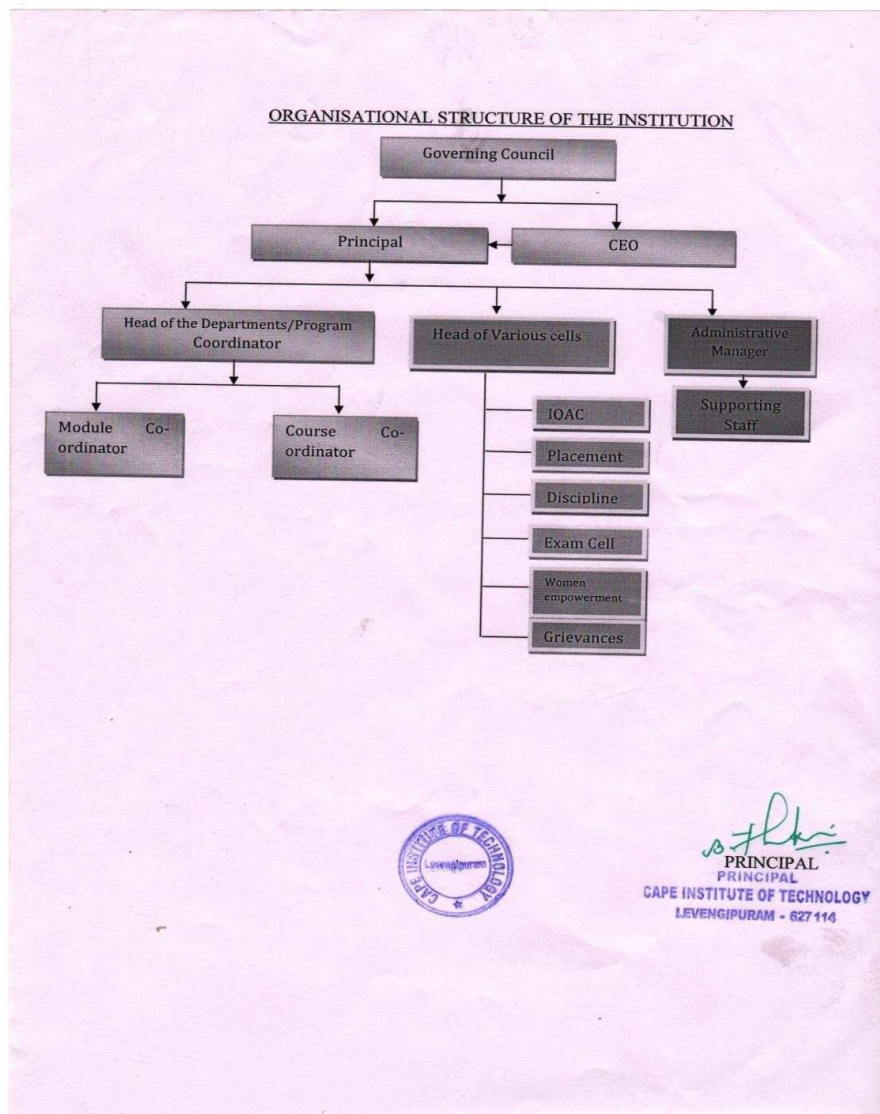 ORGANISATIONAL STRUCTURE OF THE INSTITUTION
Governing Council
Principal
CEO
Head of the Departments/Program
Coordinator
Head of Various cells
Administrative
Manager
Module Co-
ordinator
Course Co-
ordinator
Supporting
Staff
IQAC
Placement
Discipline
Exam Cell
Women
empowerment
Grievances
CAPE INSTITUTE OF TECHNOLOGY
Levengipuram
PRINCIPAL
PRINCIPAL
CAPE INSTITUTE OF TECHNOLOGY
LEVENGIPURAM - 627114